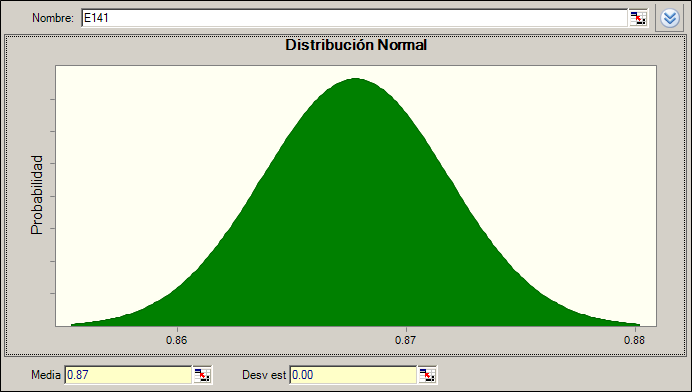 Nombre: E141
Distribución Normal
Probabilidad
0.86 0.87 0.88
Media 0.87 Desv est 0.00